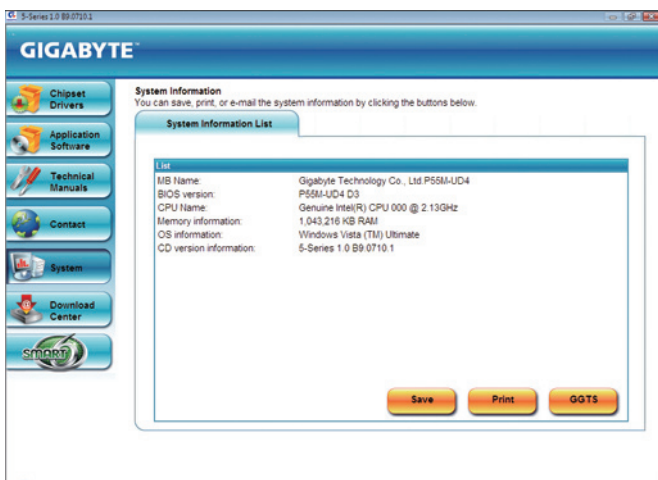 5-Series 1.0 B9.0710.1
GIGABYTE™
Chipset
Drivers
Application
Software
Technical
Manuals
Contact
System
Download
Center
SMART 6
System Information
You can save, print, or e-mail the system information by clicking the buttons below.
System Information List
List
MB Name: Gigabyte Technology Co., Ltd.P55M-UD4
BIOS version: P55M-UD4 D3
CPU Name: Genuine Intel(R) CPU 000 @ 2.13GHz
Memory information: 1,043,216 KB RAM
OS information: Windows Vista (TM) Ultimate
CD version information: 5-Series 1.0 B9.0710.1
Save Print GGTS